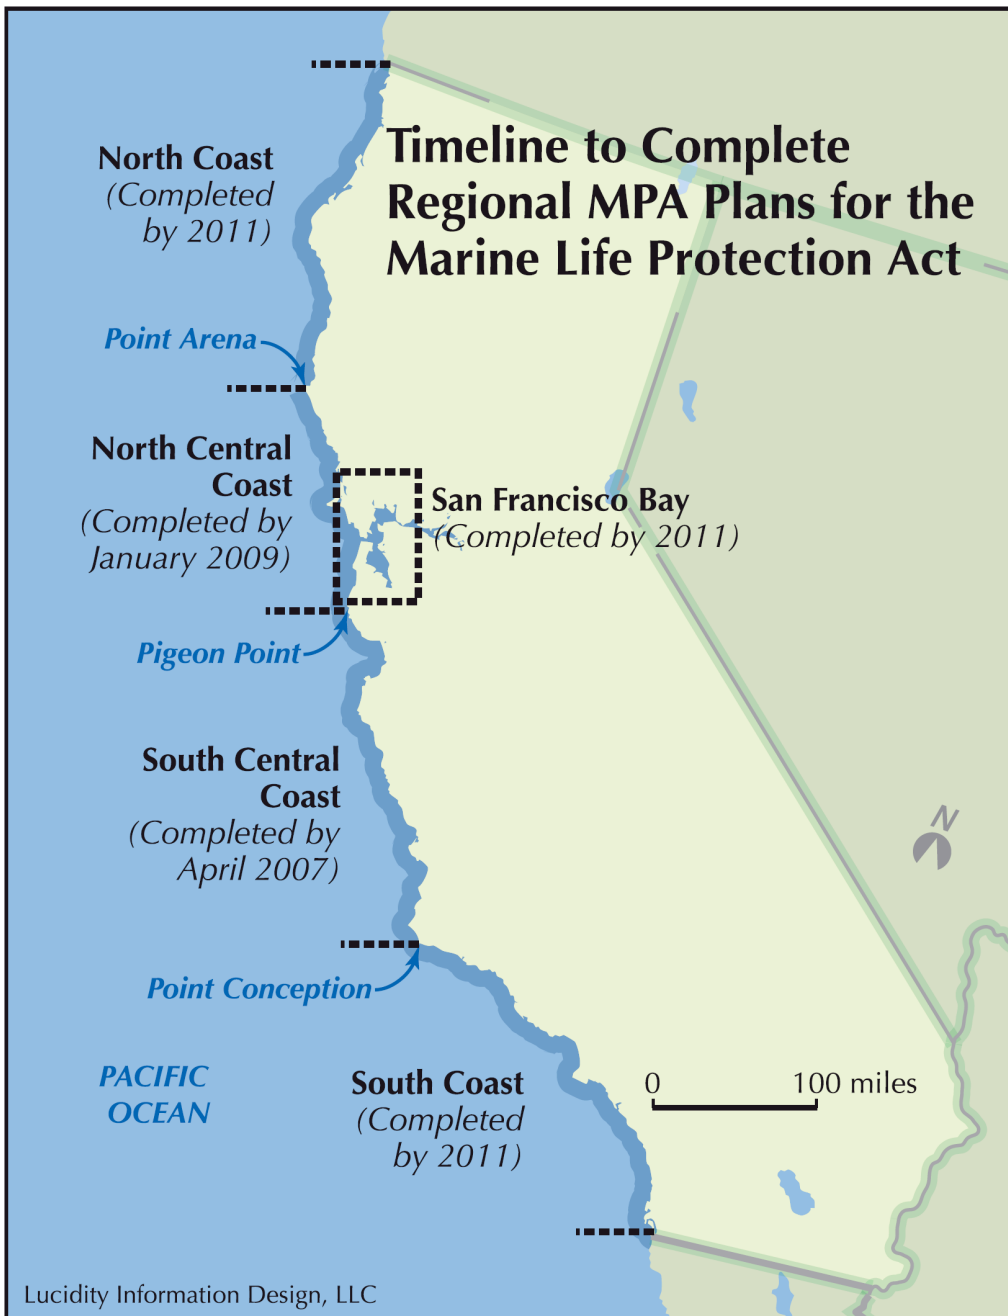 Timeline to Complete
Regional MPA Plans for the
Marine Life Protection Act
North Coast
(Completed
by 2011)
Point Arena
North Central
Coast
(Completed by
January 2009)
San Francisco Bay
(Completed by 2011)
Pigeon Point
South Central
Coast
(Completed by
April 2007)
N
Point Conception
PACIFIC
OCEAN
South Coast
(Completed
by 2011)
0 100 miles
Lucidity Information Design, LLC